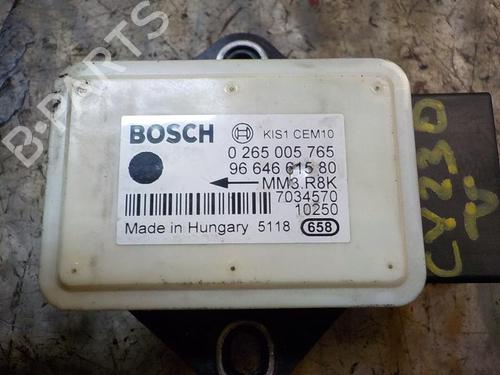 B-PARTS
BOSCH KIS1 CEM10
0 265 005 765
96 646 615 80
MM3.R8K
7034570
10250
Made in Hungary 5118 658
CY230
N